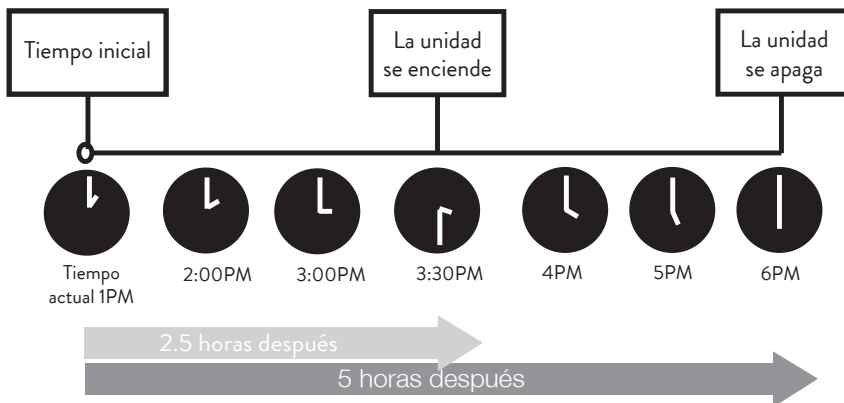 Tiempo inicial
La unidad
se enciende
La unidad
se apaga
Tiempo
actual 1PM
2:00PM
3:00PM
3:30PM
4PM
5PM
6PM
2.5 horas después
5 horas después